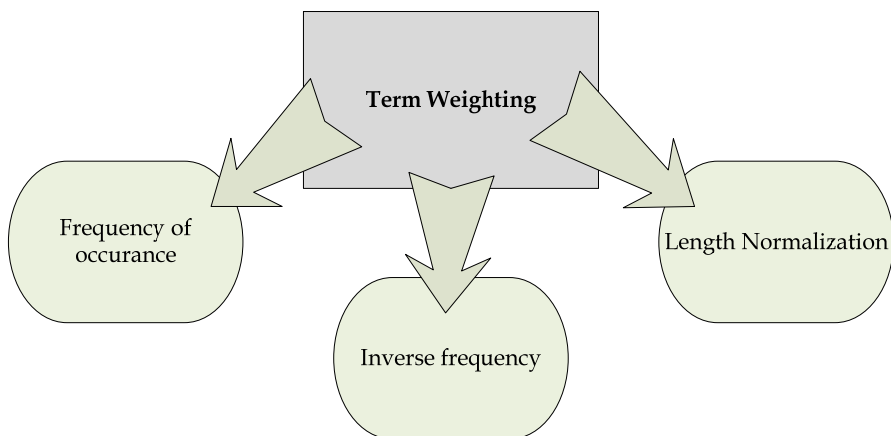 Term Weighting
Frequency of
occurance
Length Normalization
Inverse frequency